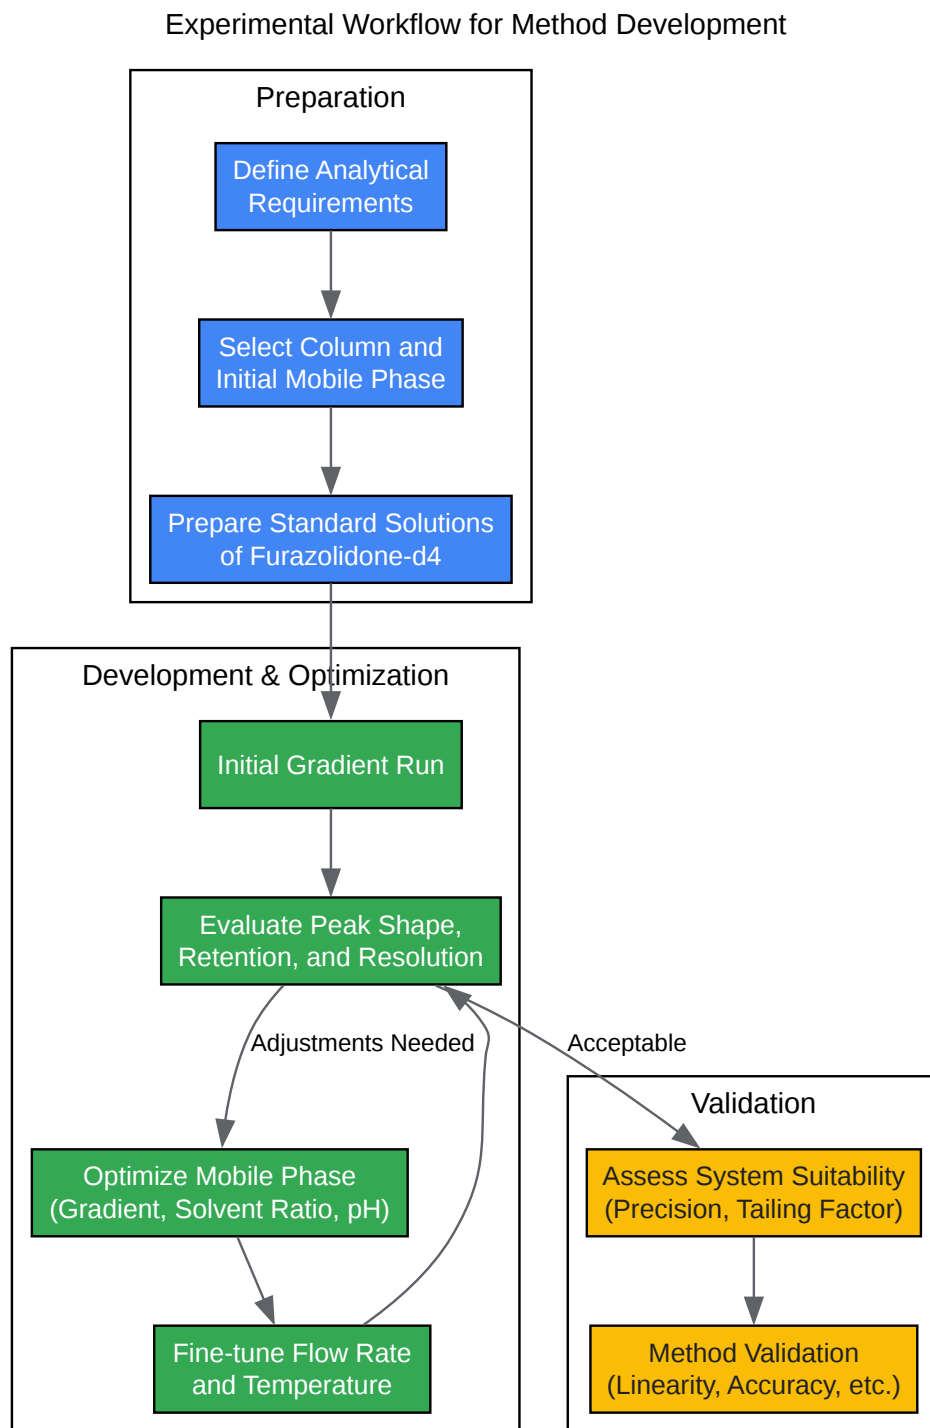 Experimental Workflow for Method Development
Preparation
Define Analytical
Requirements
Select Column and
Initial Mobile Phase
Prepare Standard Solutions
of Furazolidone-d4
Development & Optimization
Initial Gradient Run
Evaluate Peak Shape,
Retention, and Resolution
Adjustments Needed
Acceptable
Validation
Optimize Mobile Phase
(Gradient, Solvent Ratio, pH)
Assess System Suitability
(Precision, Tailing Factor)
Fine-tune Flow Rate
and Temperature
Method Validation
(Linearity, Accuracy, etc.)